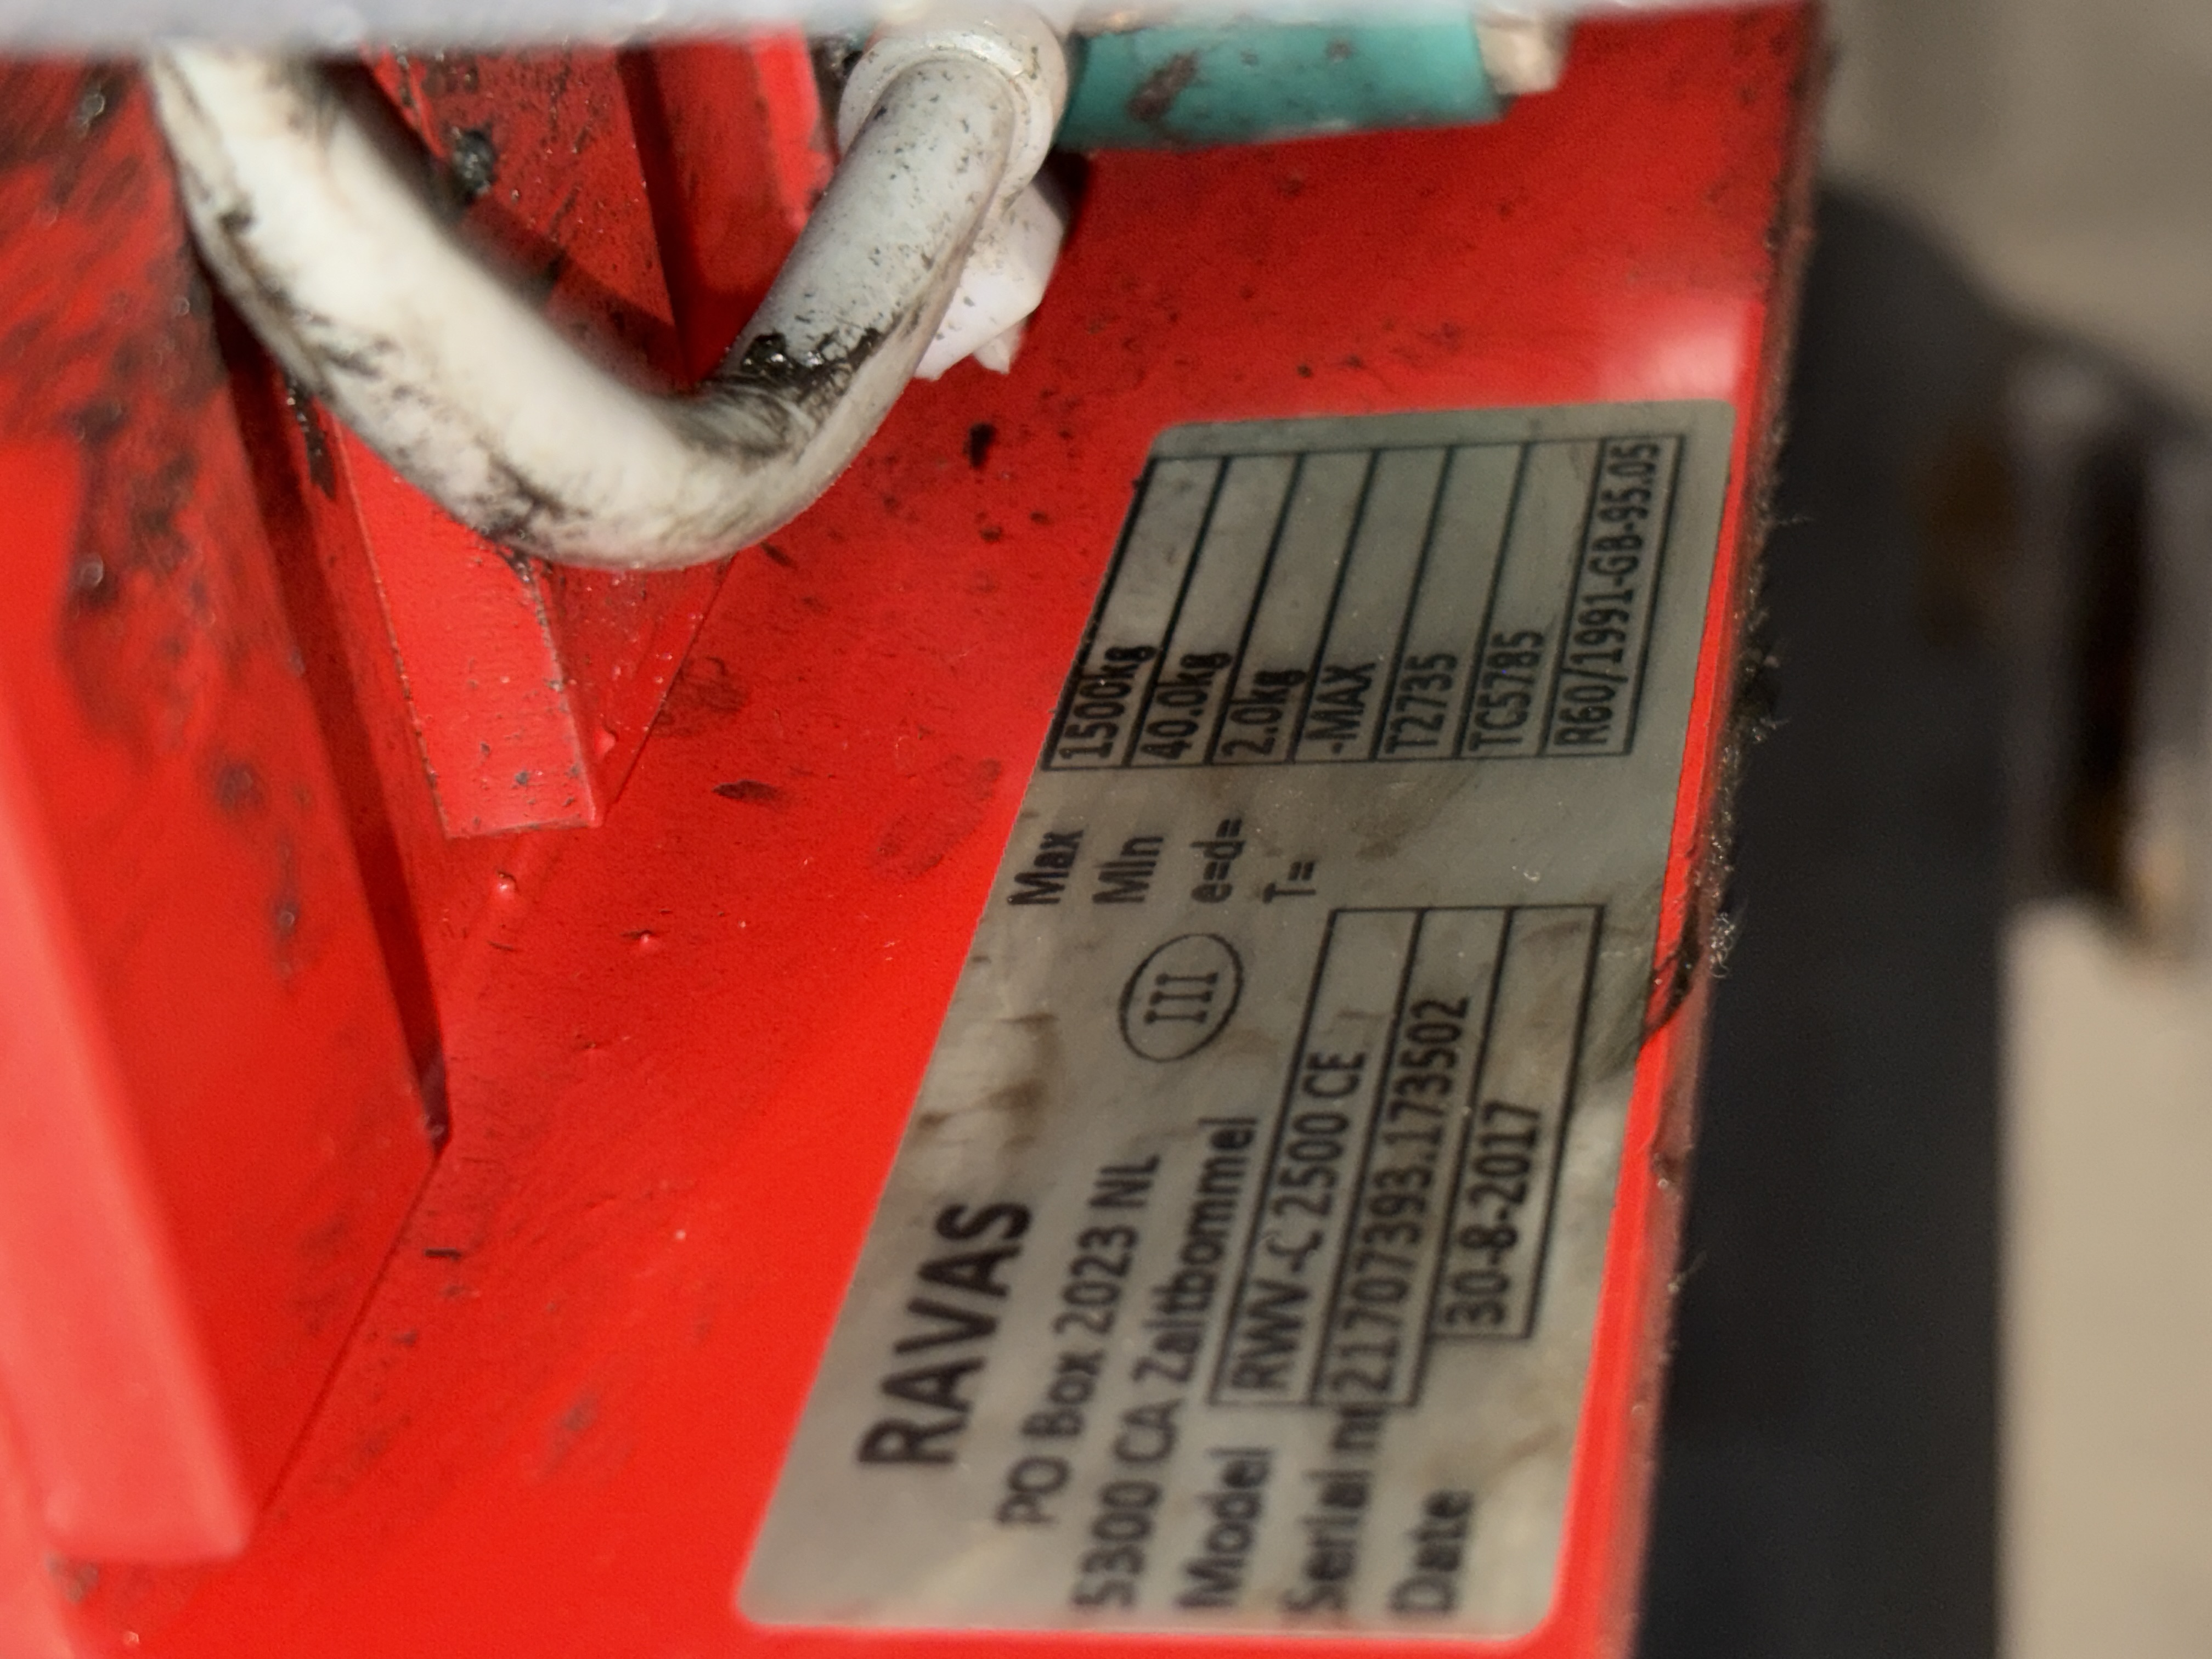 RAVAS
PO Box 2023 NL
5300 CA Zaltbommel
Model RWV-C 2500 CE
Serial nr 21707393.173502
Date 30-8-2017
III
Max 1500kg
Min 40.0kg
e=d= 2.0kg
T= -MAX
T2735
TC5785
R60/1991-GB-95.05